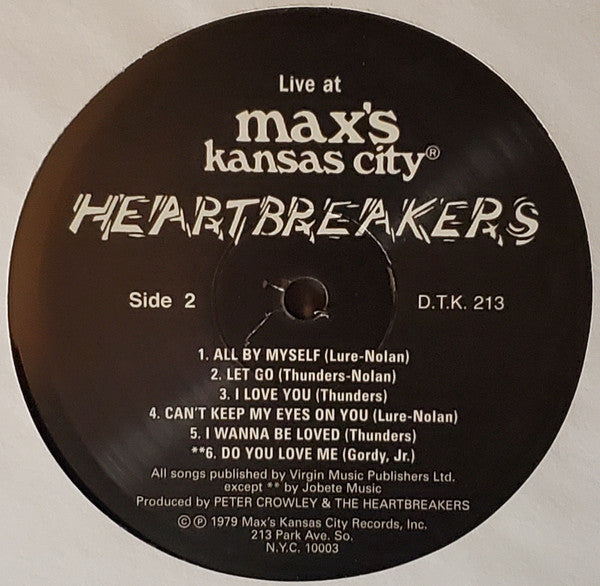 Live at
max's
kansas city®
HEARTBREAKERS
Side 2
D.T.K. 213
1. ALL BY MYSELF (Lure-Nolan)
2. LET GO (Thunders-Nolan)
3. I LOVE YOU (Thunders)
4. CAN'T KEEP MY EYES ON YOU (Lure-Nolan)
5. I WANNA BE LOVED (Thunders)
**6. DO YOU LOVE ME (Gordy, Jr.)
All songs published by Virgin Music Publishers Ltd.
except ** by Jobete Music
Produced by PETER CROWLEY & THE HEARTBREAKERS
© ℗ 1979 Max's Kansas City Records, Inc.
213 Park Ave. So.
N.Y.C. 10003